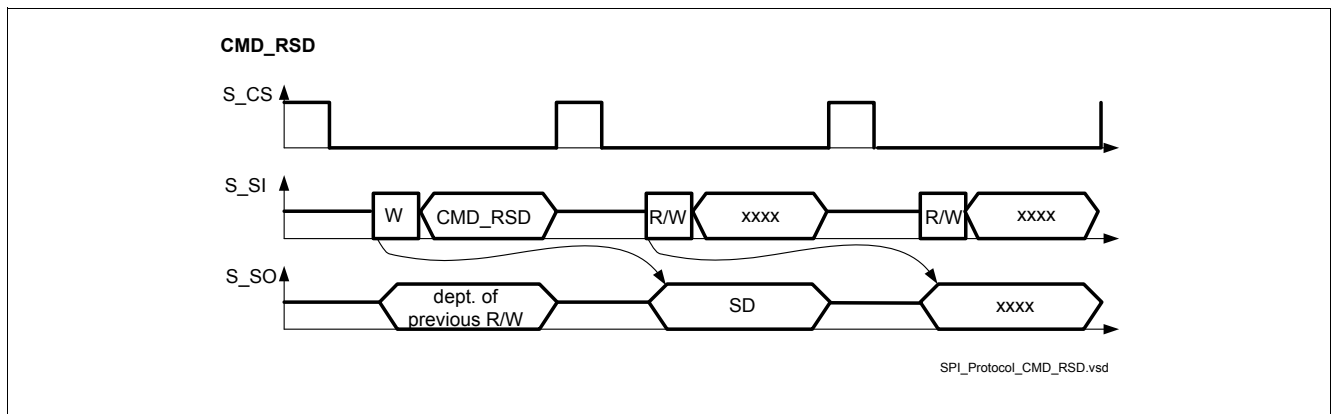 CMD_RSD
S_CS
S_SI
W
CMD_RSD
R/W
xxxx
R/W
xxxx
S_SO
dept. of
previous R/W
SD
xxxx
SPI_Protocol_CMD_RSD.vsd